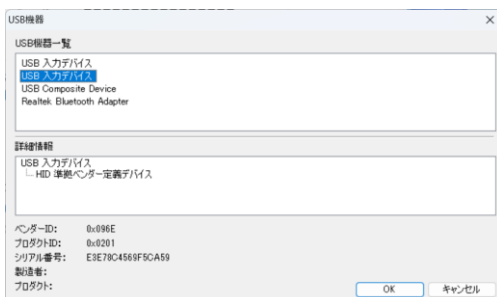 USB機器
USB機器一覧
USB 入力デバイス
USB 入力デバイス
USB Composite Device
Realtek Bluetooth Adapter
詳細情報
USB 入力デバイス
HID 準拠ベンダー定義デバイス
ベンダーID: 0x096E
プロダクトID: 0x0201
シリアル番号: E3E78C4569F5CA59
製造者:
プロダクト:
OK キャンセル